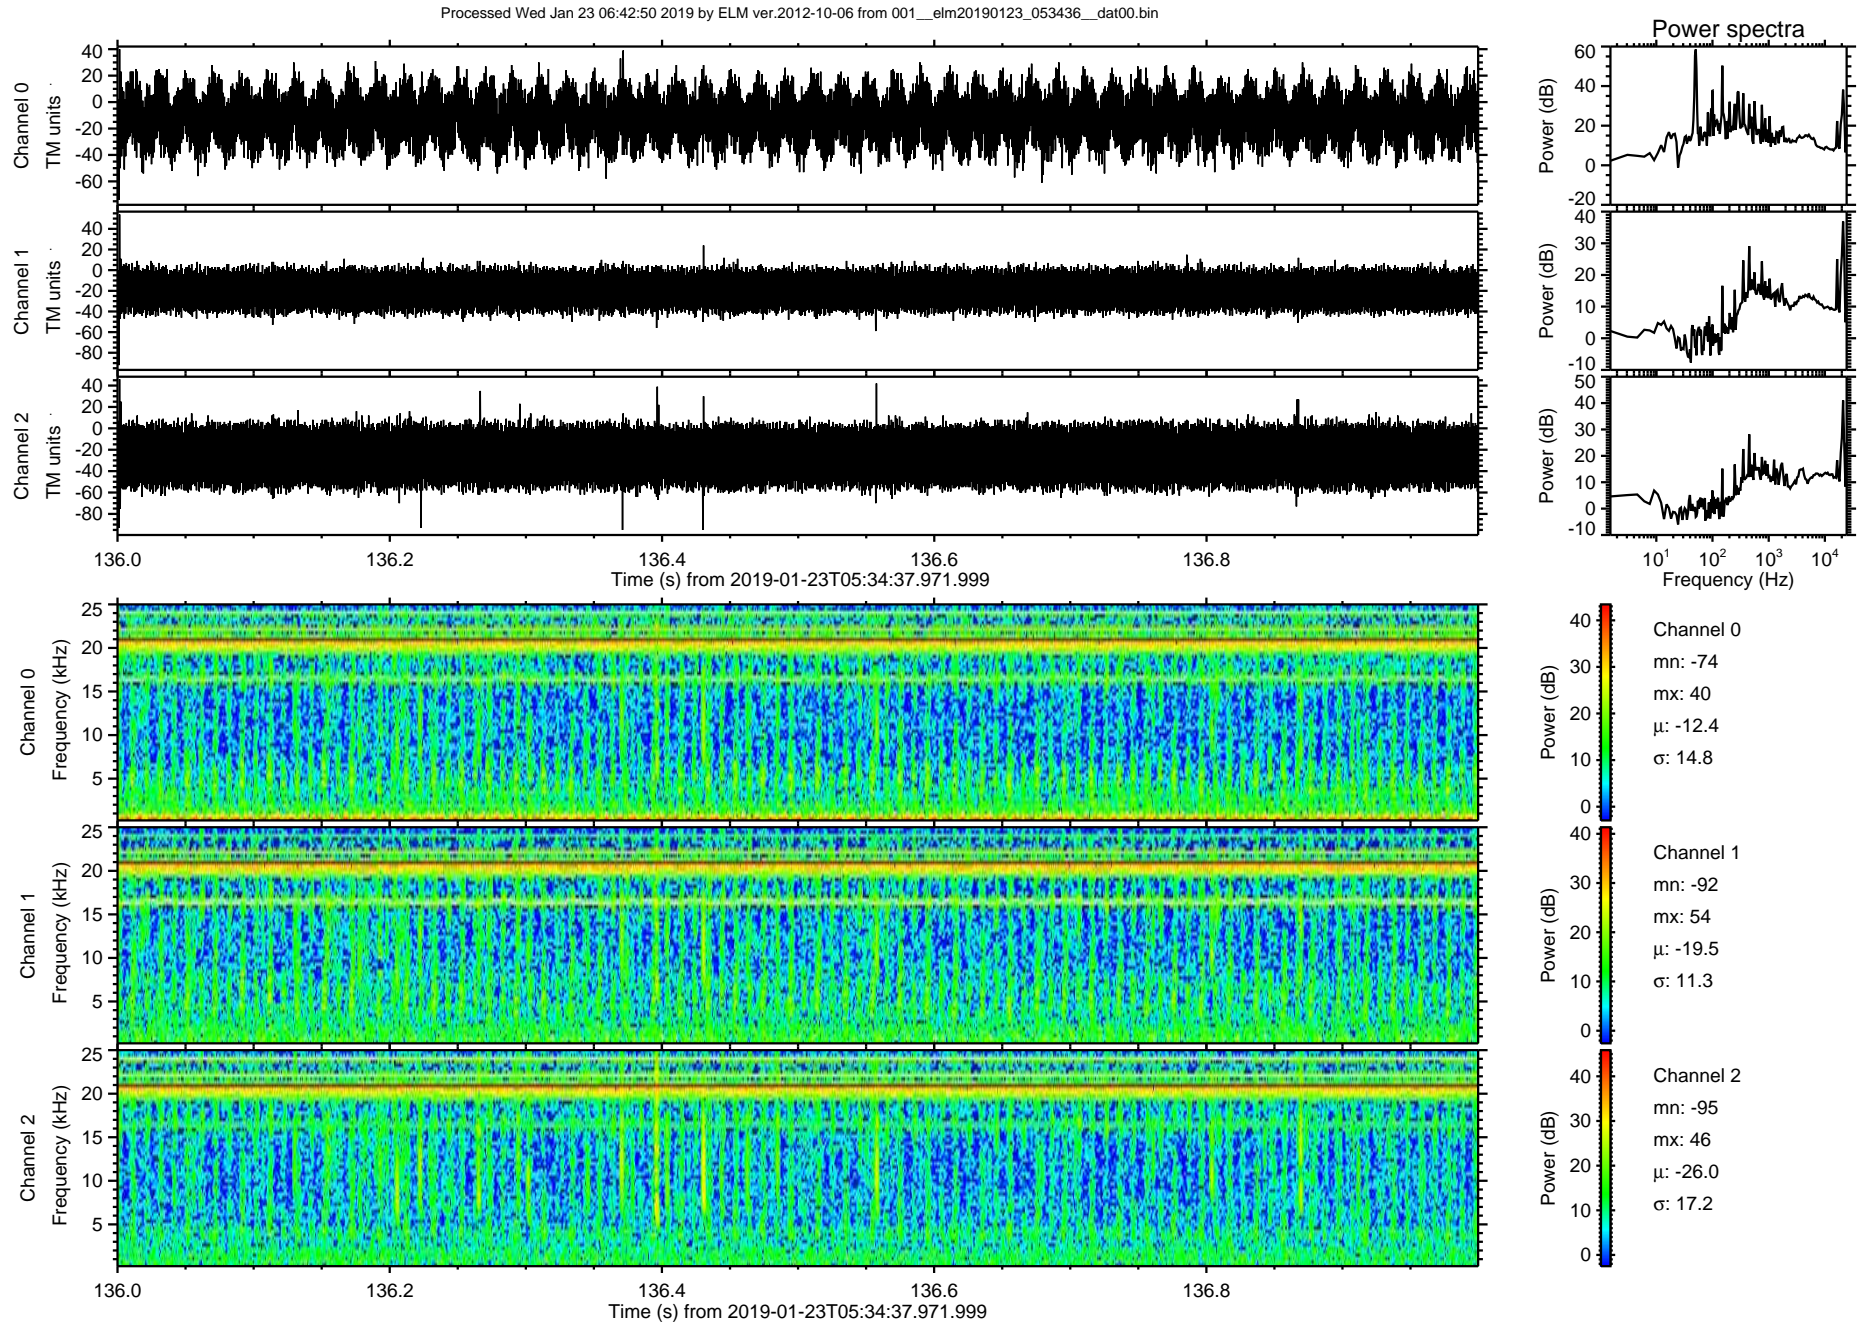 Processed Wed Jan 23 06:42:50 2019 by ELM ver.2012-10-06 from 001__elm20190123_053436__dat00.bin
Power spectra
Channel 0
TM units
40
20
0
-20
-40
-60
Power (dB)
60
40
20
0
-20
Channel 1
TM units
40
20
0
-20
-40
-60
-80
Power (dB)
40
30
20
10
0
-10
Channel 2
TM units
40
20
0
-20
-40
-60
-80
Power (dB)
50
40
30
20
10
0
-10
136.0 136.2 136.4 136.6 136.8
Time (s) from 2019-01-23T05:34:37.971.999
10¹ 10² 10³ 10⁴
Frequency (Hz)
Channel 0
Frequency (kHz)
25
20
15
10
5
Power (dB)
40
30
20
10
0
Channel 0
mn: -74
mx: 40
μ: -12.4
σ: 14.8
Channel 1
Frequency (kHz)
25
20
15
10
5
Power (dB)
40
30
20
10
0
Channel 1
mn: -92
mx: 54
μ: -19.5
σ: 11.3
Channel 2
Frequency (kHz)
25
20
15
10
5
Power (dB)
40
30
20
10
0
Channel 2
mn: -95
mx: 46
μ: -26.0
σ: 17.2
136.0 136.2 136.4 136.6 136.8
Time (s) from 2019-01-23T05:34:37.971.999